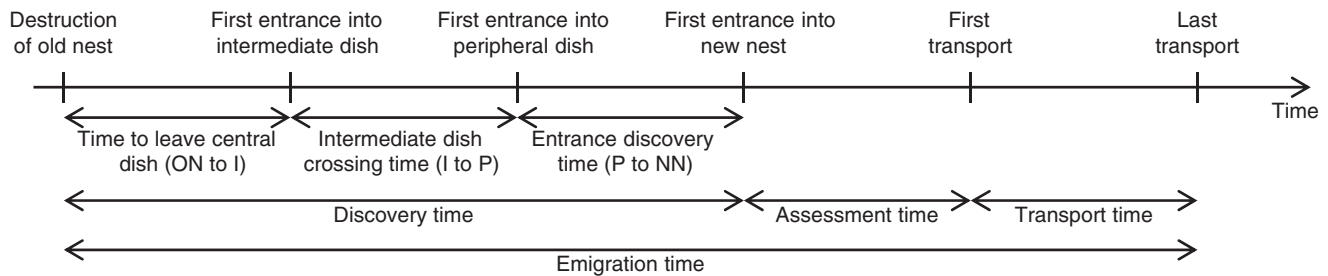 Destruction
of old nest
First entrance into
intermediate dish
First entrance into
peripheral dish
First entrance into
new nest
First
transport
Last
transport
Time
Time to leave central
dish (ON to I)
Intermediate dish
crossing time (I to P)
Entrance discovery
time (P to NN)
Discovery time
Assessment time
Transport time
Emigration time